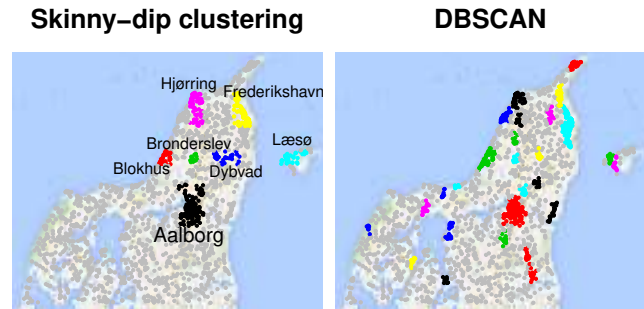 Skinny−dip clustering
DBSCAN
Hjørring
Frederikshavn
Bronderslev
Læsø
Blokhus
Dybvad
Aalborg